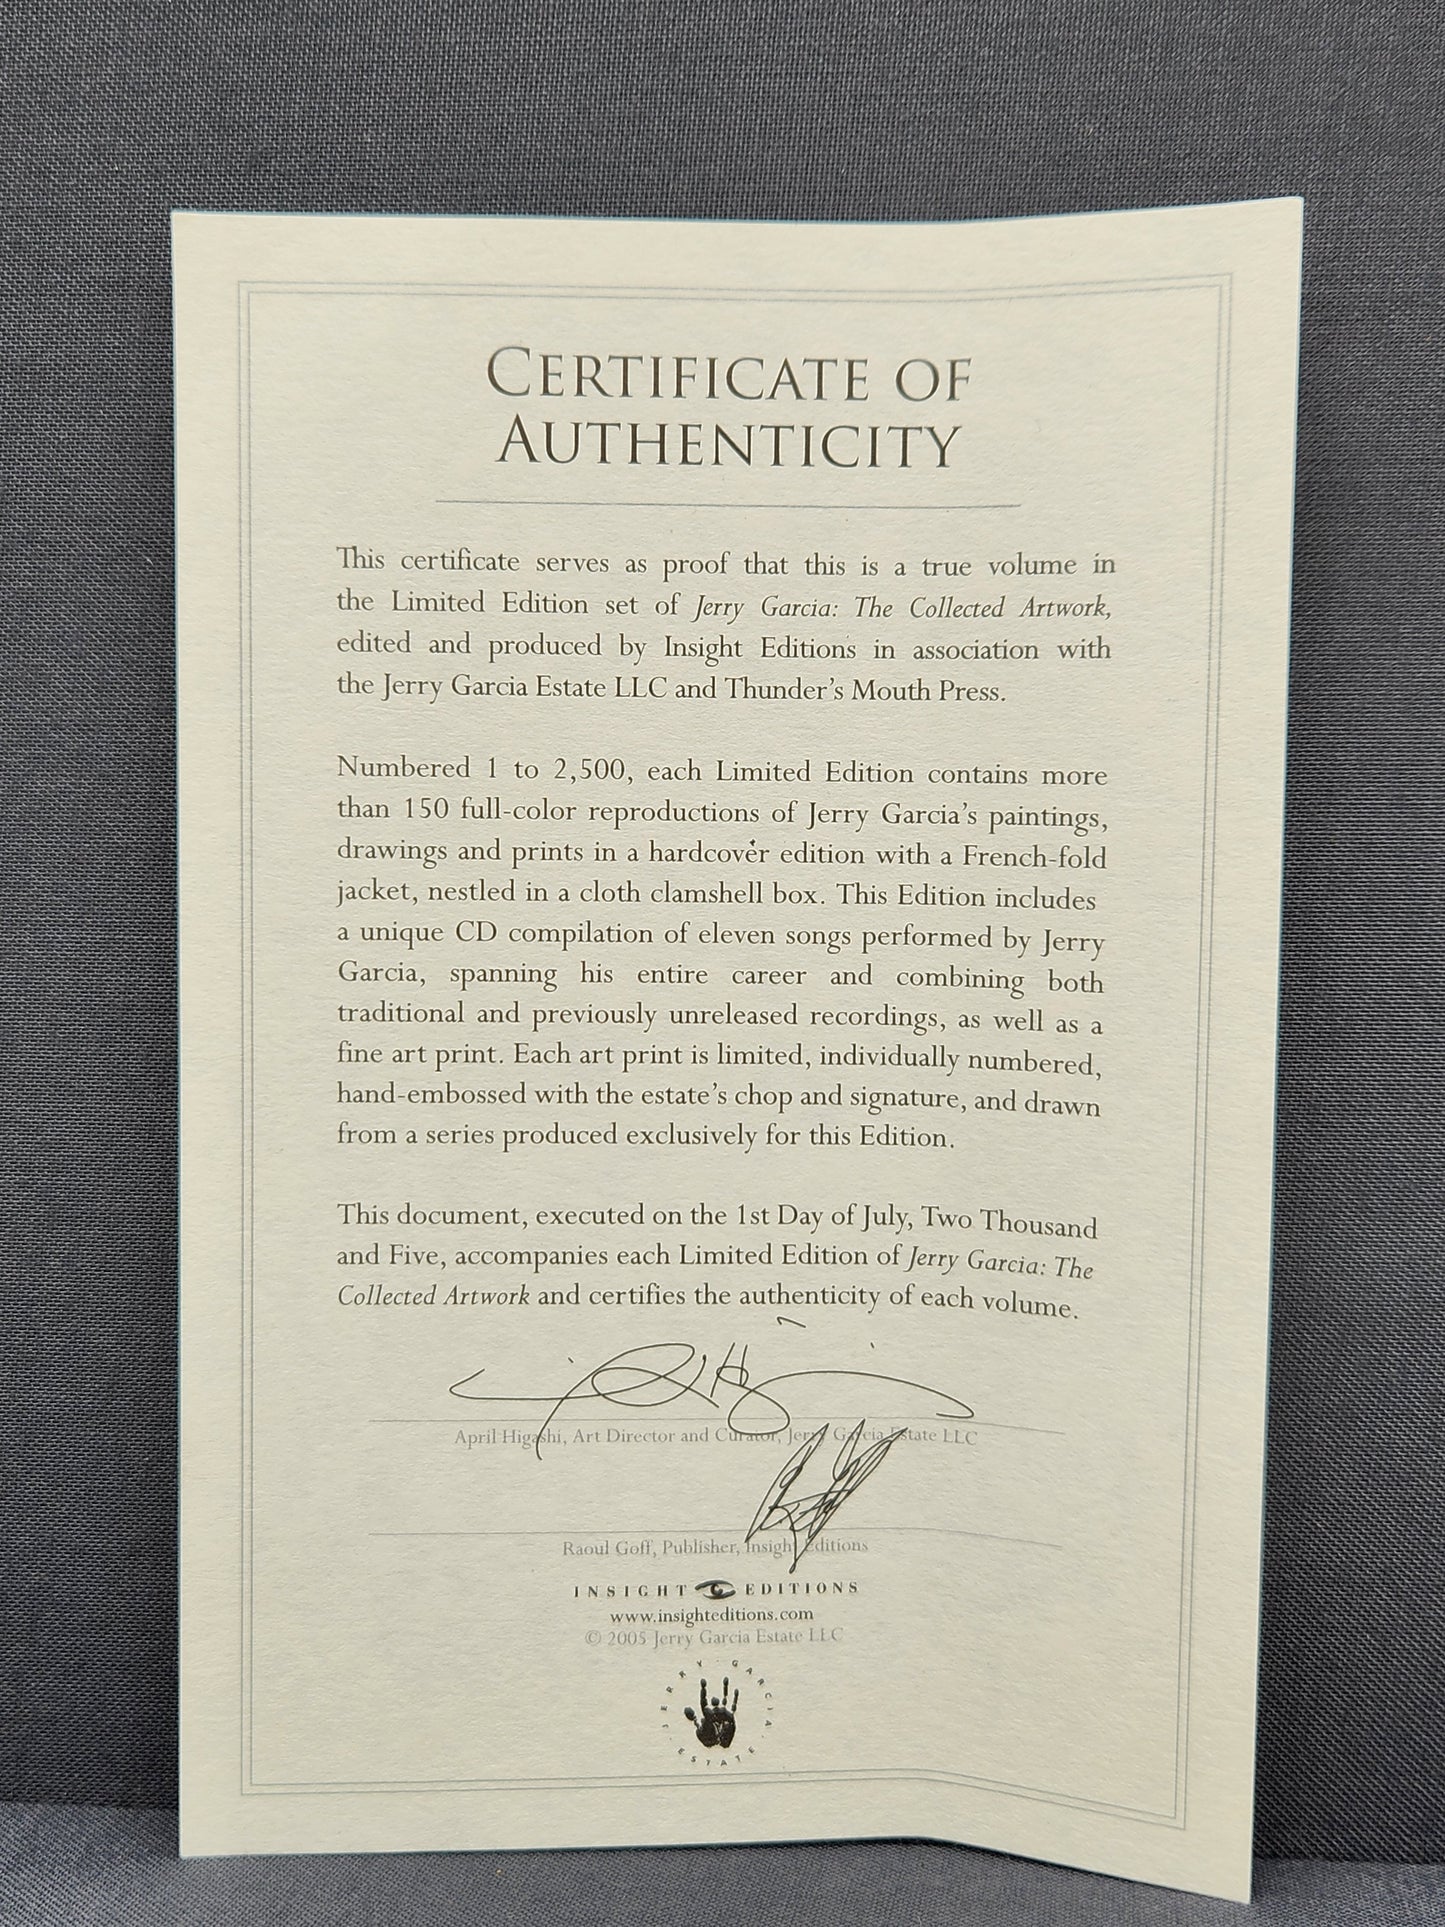 CERTIFICATE OF
AUTHENTICITY
This certificate serves as proof that this is a true volume in
the Limited Edition set of Jerry Garcia: The Collected Artwork,
edited and produced by Insight Editions in association with
the Jerry Garcia Estate LLC and Thunder's Mouth Press.
Numbered 1 to 2,500, each Limited Edition contains more
than 150 full-color reproductions of Jerry Garcia's paintings,
drawings and prints in a hardcover edition with a French-fold
jacket, nestled in a cloth clamshell box. This Edition includes
a unique CD compilation of eleven songs performed by Jerry
Garcia, spanning his entire career and combining both
traditional and previously unreleased recordings, as well as a
fine art print. Each art print is limited, individually numbered,
hand-embossed with the estate's chop and signature, and drawn
from a series produced exclusively for this Edition.
This document, executed on the 1st Day of July, Two Thousand
and Five, accompanies each Limited Edition of Jerry Garcia: The
Collected Artwork and certifies the authenticity of each volume.
April Higashi, Art Director and Curator, Jerry Garcia Estate LLC
Raoul Goff, Publisher, Insight Editions
INSIGHT EDITIONS
www.insighteditions.com
© 2005 Jerry Garcia Estate LLC
JERRY GARCIA
ESTATE